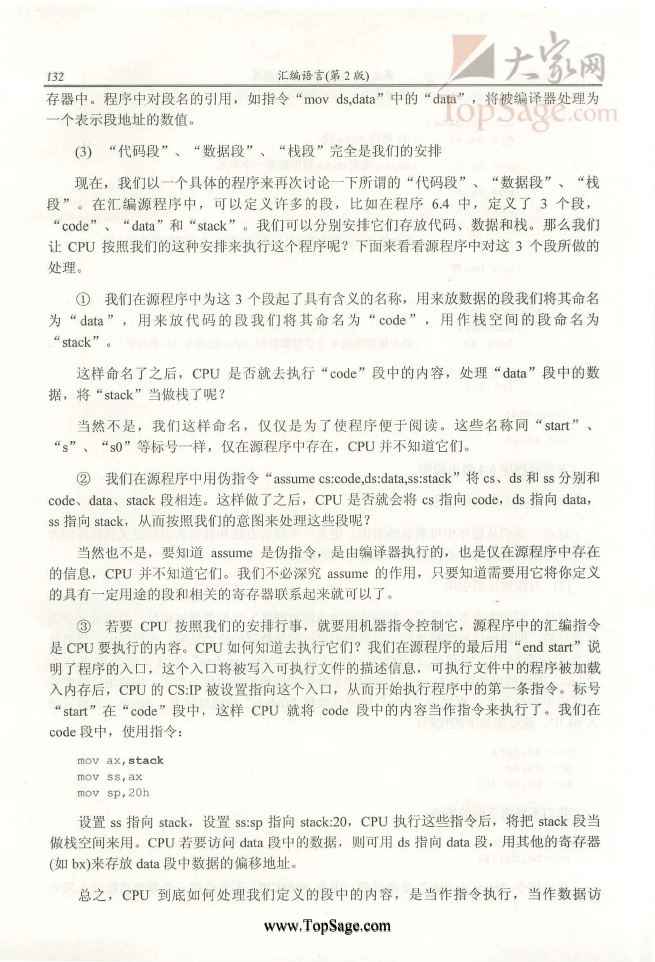 大家网
TopSage.com
132
汇编语言(第 2 版)
存器中。程序中对段名的引用，如指令“mov ds,data”中的“data”，将被编译器处理为
一个表示段地址的数值。
(3) “代码段”、“数据段”、“栈段”完全是我们的安排
现在，我们以一个具体的程序来再次讨论一下所谓的“代码段”、“数据段”、“栈
段”。在汇编源程序中，可以定义许多的段，比如在程序 6.4 中，定义了 3 个段，
“code”、“data”和“stack”。我们可以分别安排它们存放代码、数据和栈。那么我们
让 CPU 按照我们的这种安排来执行这个程序呢？下面来看看源程序中对这 3 个段所做的
处理。
① 我们在源程序中为这 3 个段起了具有含义的名称，用来放数据的段我们将其命名
为“data”，用来放代码的段我们将其命名为“code”，用作栈空间的段命名为
“stack”。
这样命名了之后，CPU 是否就去执行“code”段中的内容，处理“data”段中的数
据，将“stack”当做栈了呢？
当然不是，我们这样命名，仅仅是为了使程序便于阅读。这些名称同“start”、
“s”、“s0”等标号一样，仅在源程序中存在，CPU 并不知道它们。
② 我们在源程序中用伪指令“assume cs:code,ds:data,ss:stack”将 cs、ds 和 ss 分别和
code、data、stack 段相连。这样做了之后，CPU 是否就会将 cs 指向 code，ds 指向 data，
ss 指向 stack，从而按照我们的意图来处理这些段呢？
当然也不是，要知道 assume 是伪指令，是由编译器执行的，也是仅在源程序中存在
的信息，CPU 并不知道它们。我们不必深究 assume 的作用，只要知道需要用它将你定义
的具有一定用途的段和相关的寄存器联系起来就可以了。
③ 若要 CPU 按照我们的安排行事，就要用机器指令控制它，源程序中的汇编指令
是 CPU 要执行的内容。CPU 如何知道去执行它们？我们在源程序的最后用“end start”说
明了程序的入口，这个入口将被写入可执行文件的描述信息，可执行文件中的程序被加载
入内存后，CPU 的 CS:IP 被设置指向这个入口，从而开始执行程序中的第一条指令。标号
“start”在“code”段中，这样 CPU 就将 code 段中的内容当作指令来执行了。我们在
code 段中，使用指令：
mov ax,stack
mov ss,ax
mov sp,20h
设置 ss 指向 stack，设置 ss:sp 指向 stack:20，CPU 执行这些指令后，将把 stack 段当
做栈空间来用。CPU 若要访问 data 段中的数据，则可用 ds 指向 data 段，用其他的寄存器
(如 bx)来存放 data 段中数据的偏移地址。
总之，CPU 到底如何处理我们定义的段中的内容，是当作指令执行，当作数据访
www.TopSage.com